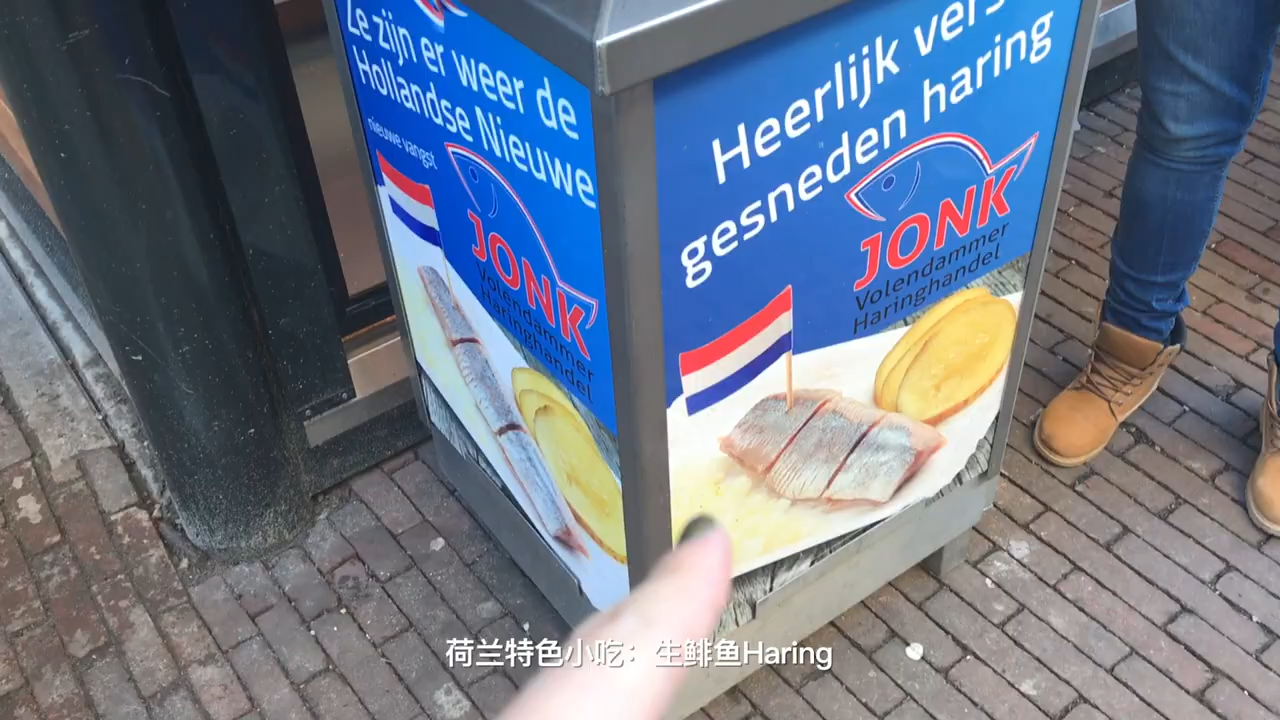 Ze zijn er weer de
Hollandse Nieuwe
nieuwe vangst
JONK
Volendammer
Haringhandel
Heerlijk vers
gesneden haring
JONK
Volendammer
Haringhandel
荷兰特色小吃：生鲱鱼Haring